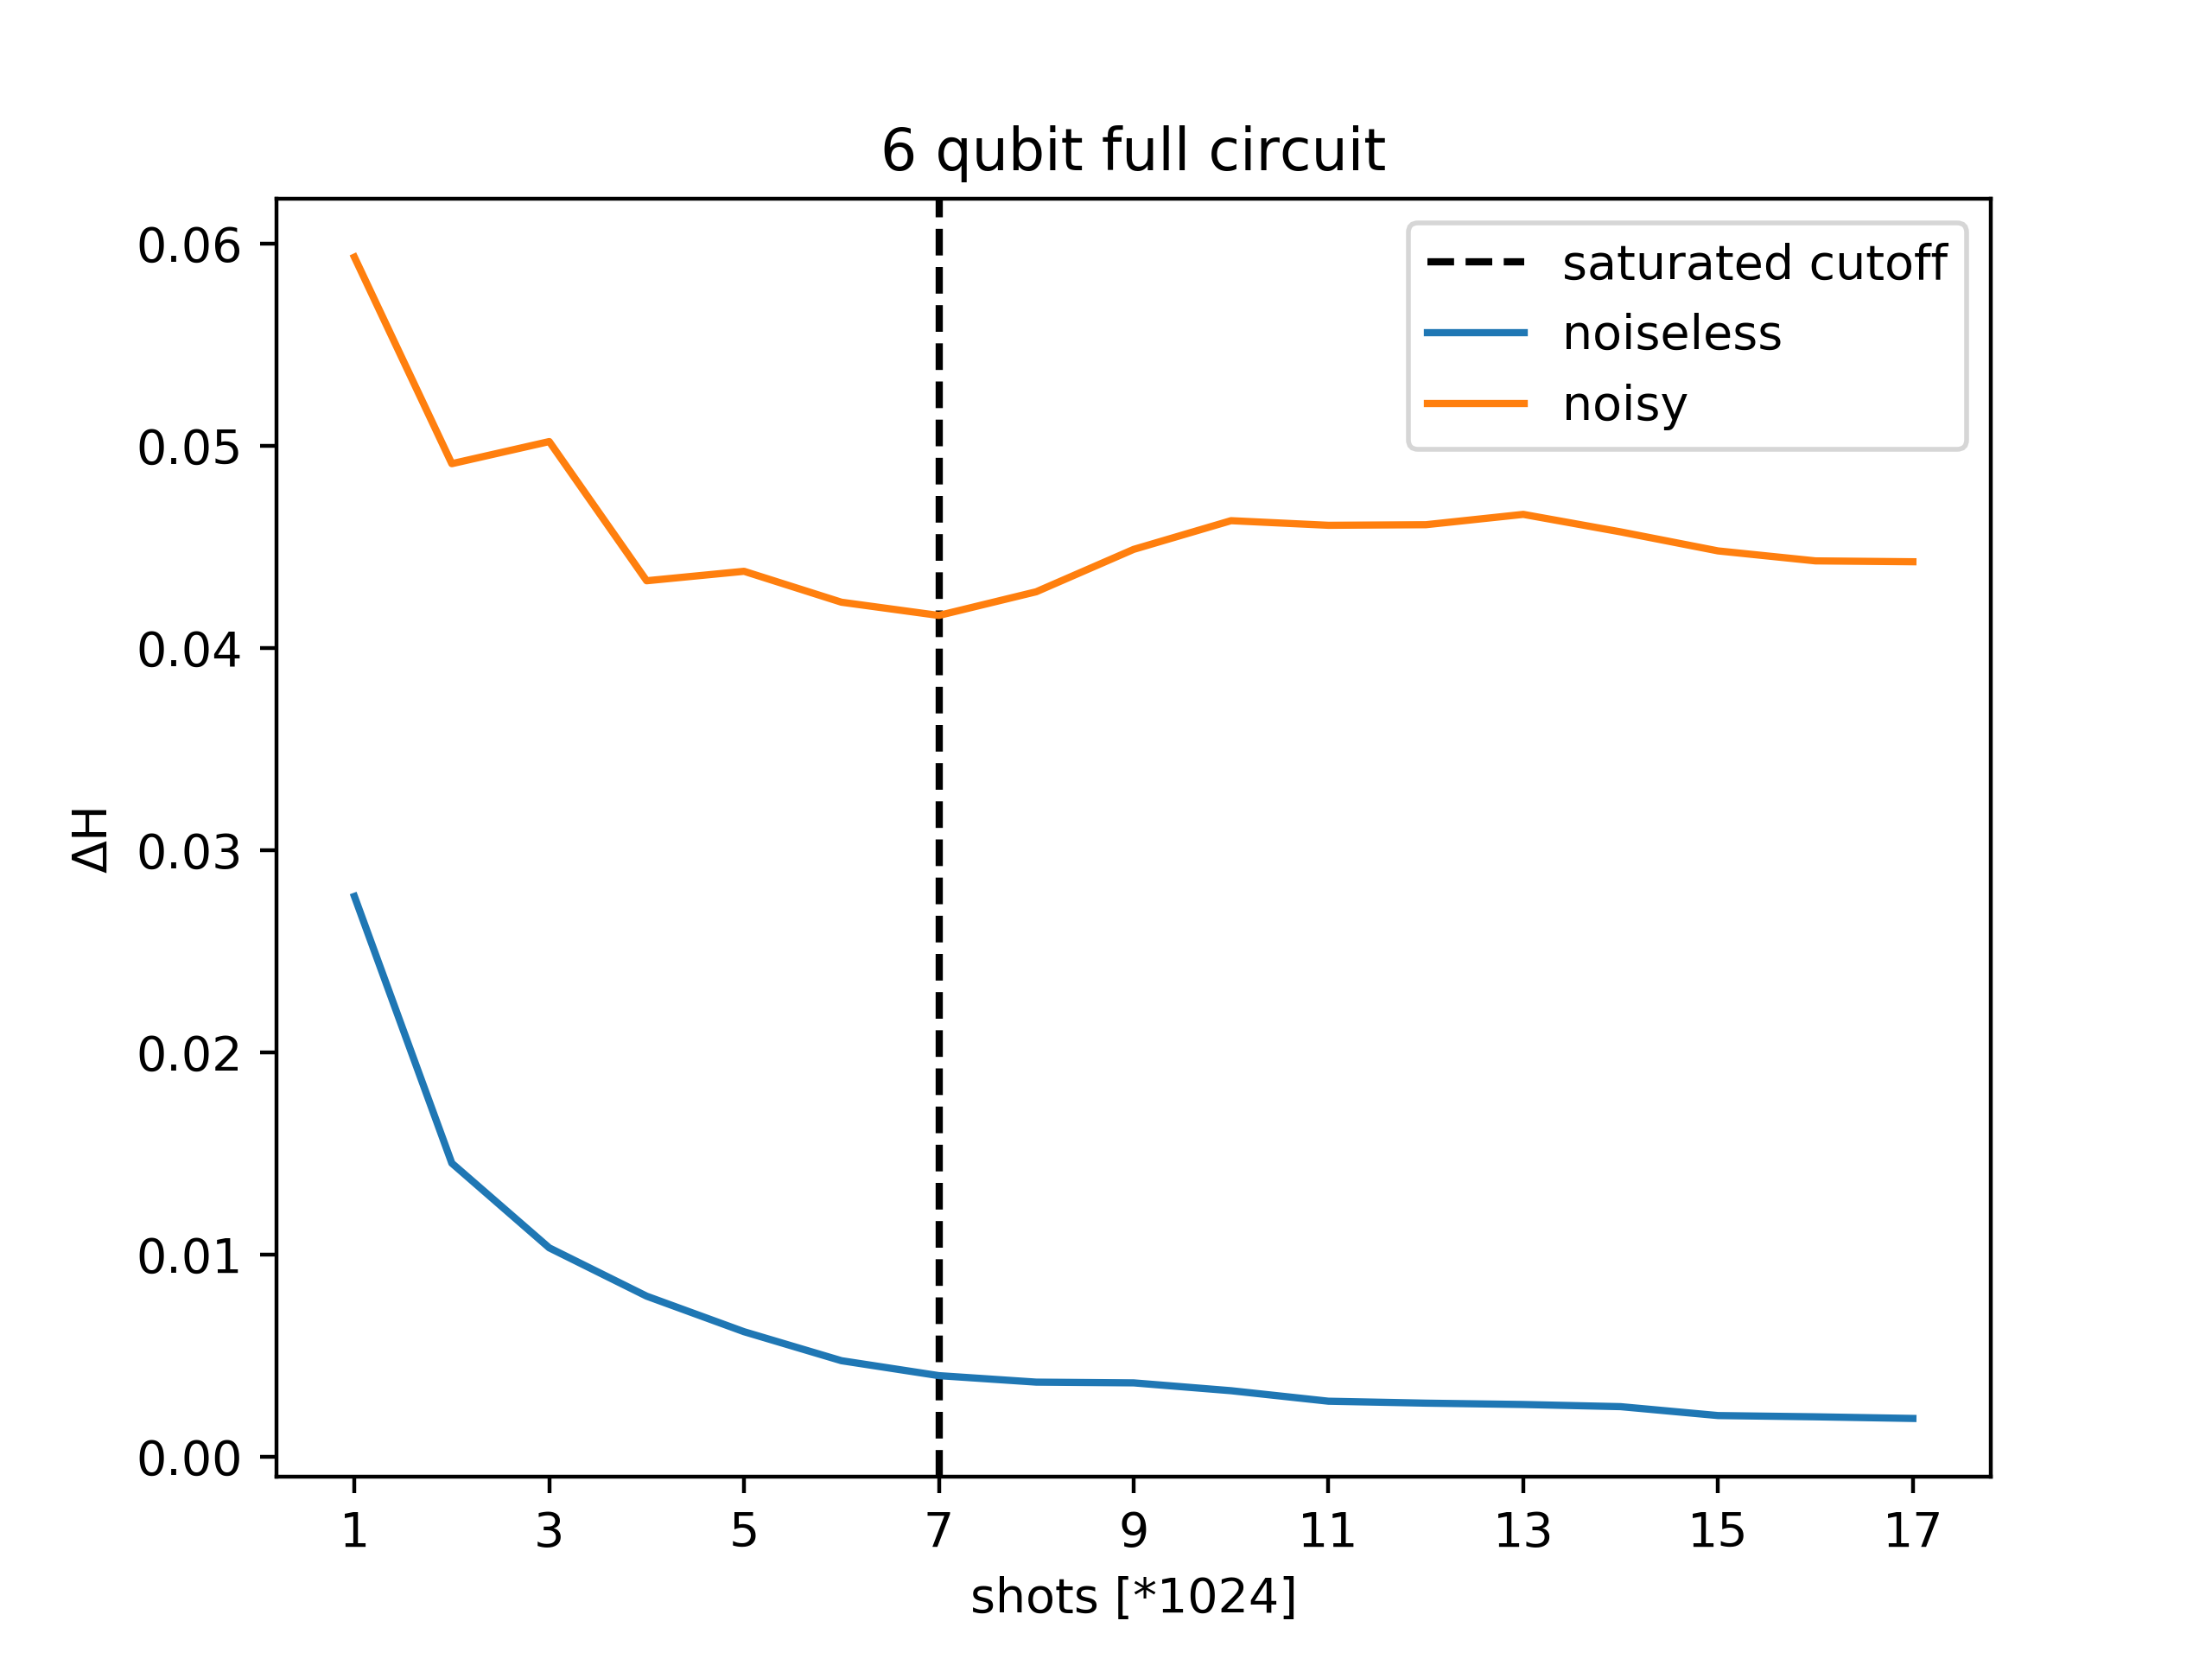 6 qubit full circuit
saturated cutoff
noiseless
noisy
0.06
0.05
0.04
0.03
0.02
0.01
0.00
ΔH
1 3 5 7 9 11 13 15 17
shots [*1024]